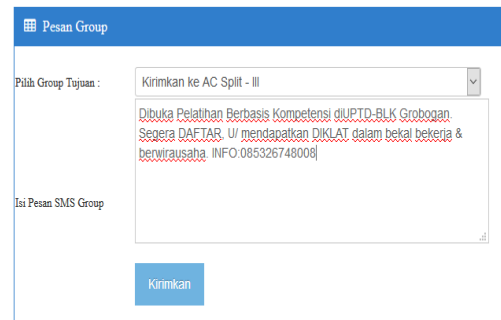 Pesan Group
Pilih Group Tujuan :
Kirimkan ke AC Split - III
Dibuka Pelatihan Berbasis Kompetensi diUPTD-BLK Grobogan.
Segera DAFTAR, U/ mendapatkan DIKLAT dalam bekal bekerja &
berwirausaha. INFO:085326748008
Isi Pesan SMS Group
Kirimkan